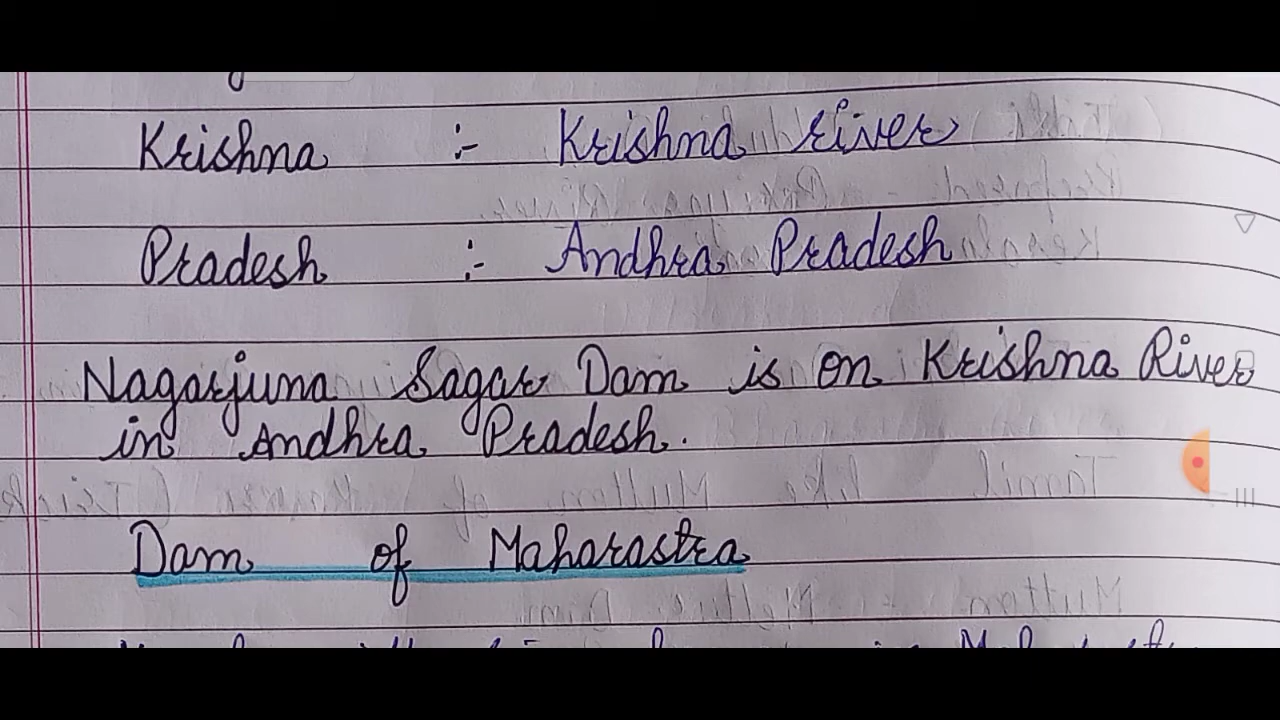 Krishna :- Krishna river
Pradesh :- Andhra Pradesh
Nagarjuna Sagar Dam is on Krishna River
in Andhra Pradesh.
Dam of Maharastra